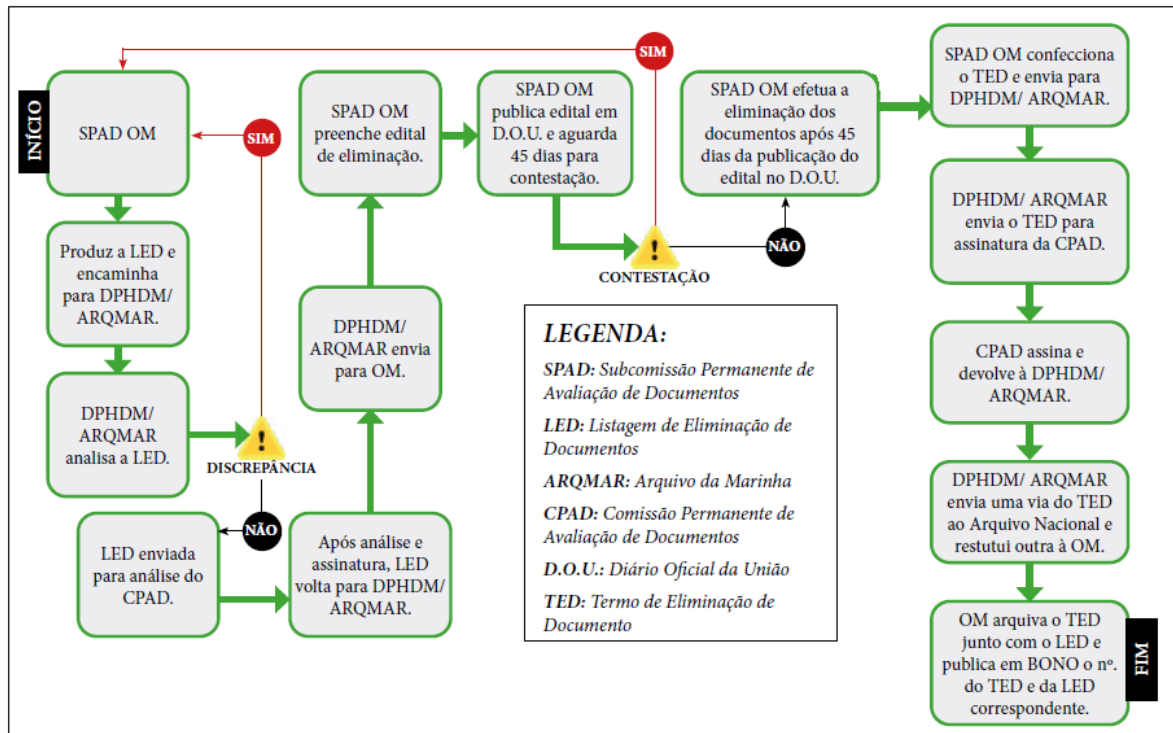 INÍCIO
SPAD OM
SIM
Produz a LED e
encaminha
para DPHDM/
ARQMAR.
DPHDM/
ARQMAR
analisa a LED.
DISCREPÂNCIA
NÃO
LED enviada
para análise do
CPAD.
Após análise e
assinatura, LED
volta para DPHDM/
ARQMAR.
DPHDM/
ARQMAR envia
para OM.
SPAD OM
preenche edital
de eliminação.
SPAD OM
publica edital em
D.O.U. e aguarda
45 dias para
contestação.
SIM
CONTESTAÇÃO
NÃO
SPAD OM efetua a
eliminação dos
documentos após 45
dias da publicação do
edital no D.O.U.
SPAD OM confecciona
o TED e envia para
DPHDM/ ARQMAR.
DPHDM/ ARQMAR
envia o TED para
assinatura da CPAD.
CPAD assina e
devolve à DPHDM/
ARQMAR.
DPHDM/ ARQMAR
envia uma via do TED
ao Arquivo Nacional e
restutui outra à OM.
OM arquiva o TED
junto com o LED e
publica em BONO o nº.
do TED e da LED
correspondente.
FIM
LEGENDA:
SPAD: Subcomissão Permanente de
Avaliação de Documentos
LED: Listagem de Eliminação de
Documentos
ARQMAR: Arquivo da Marinha
CPAD: Comissão Permanente de
Avaliação de Documentos
D.O.U.: Diário Oficial da União
TED: Termo de Eliminação de
Documento